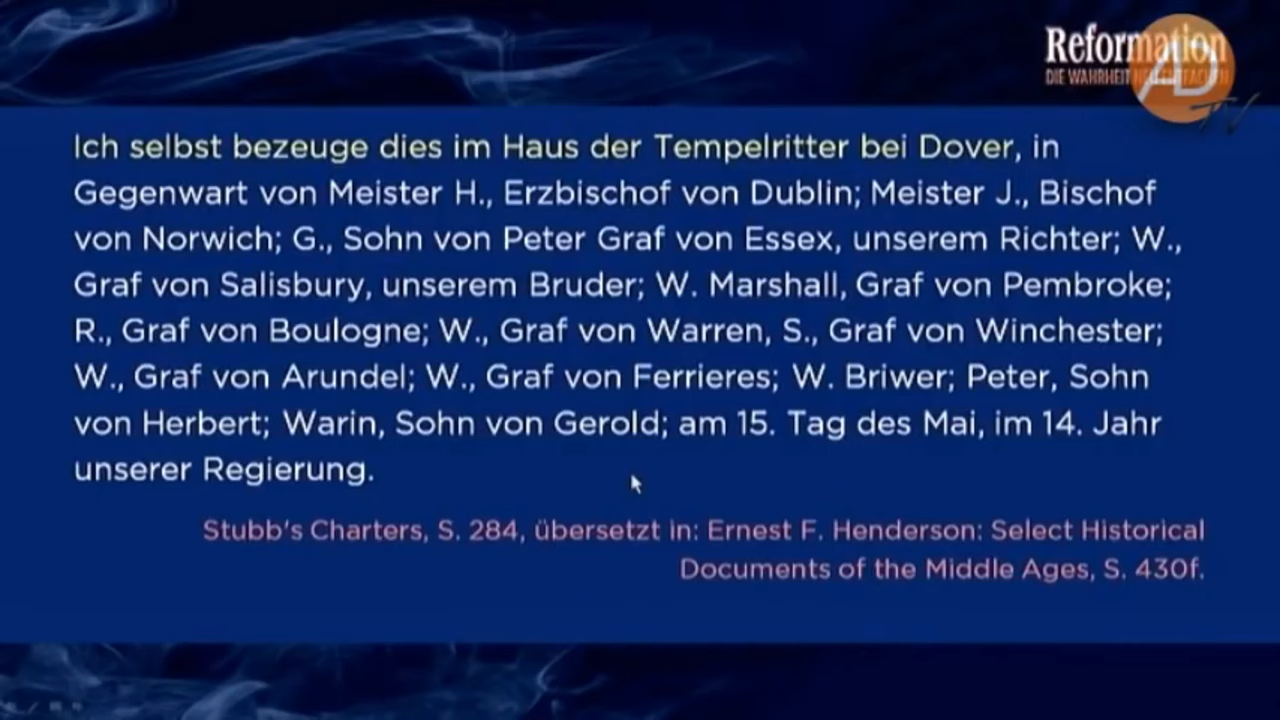 Reformation
DIE WAHRHEIT
AD
TV
Ich selbst bezeuge dies im Haus der Tempelritter bei Dover, in
Gegenwart von Meister H., Erzbischof von Dublin; Meister J., Bischof
von Norwich; G., Sohn von Peter Graf von Essex, unserem Richter; W.,
Graf von Salisbury, unserem Bruder; W. Marshall, Graf von Pembroke;
R., Graf von Boulogne; W., Graf von Warren, S., Graf von Winchester;
W., Graf von Arundel; W., Graf von Ferrieres; W. Briwer; Peter, Sohn
von Herbert; Warin, Sohn von Gerold; am 15. Tag des Mai, im 14. Jahr
unserer Regierung.
Stubb's Charters, S. 284, übersetzt in: Ernest F. Henderson: Select Historical
Documents of the Middle Ages, S. 430f.